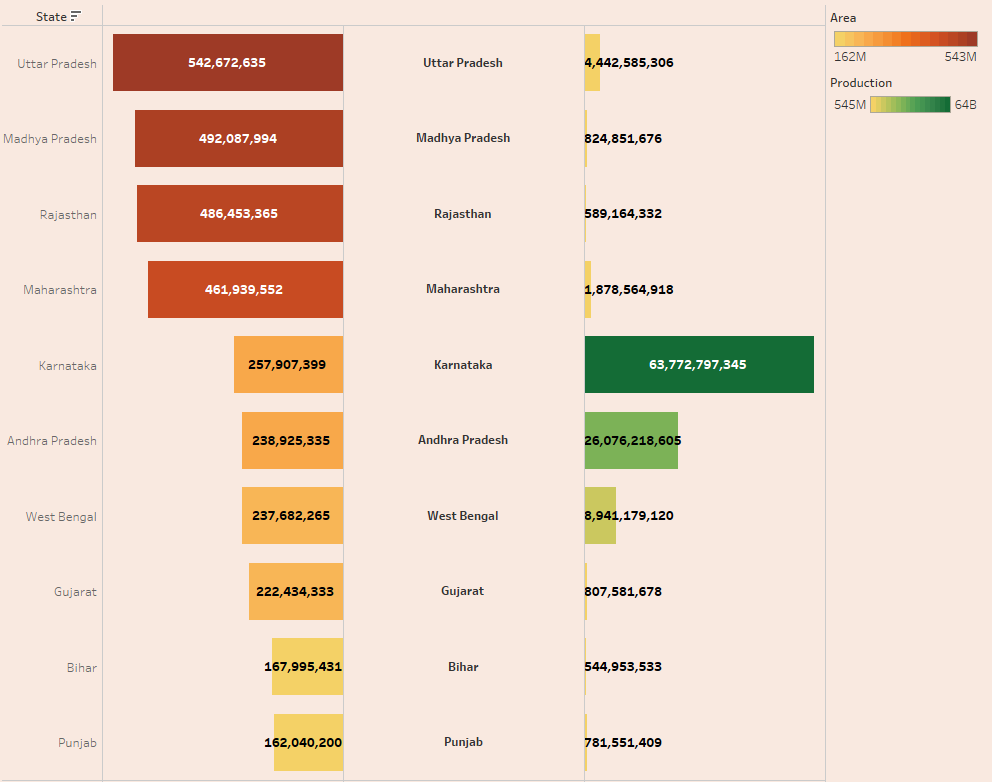 State
Area
162M 543M
Production
545M 64B
Uttar Pradesh 542,672,635 Uttar Pradesh 4,442,585,306
Madhya Pradesh 492,087,994 Madhya Pradesh 824,851,676
Rajasthan 486,453,365 Rajasthan 589,164,332
Maharashtra 461,939,552 Maharashtra 1,878,564,918
Karnataka 257,907,399 Karnataka 63,772,797,345
Andhra Pradesh 238,925,335 Andhra Pradesh 26,076,218,605
West Bengal 237,682,265 West Bengal 8,941,179,120
Gujarat 222,434,333 Gujarat 807,581,678
Bihar 167,995,431 Bihar 544,953,533
Punjab 162,040,200 Punjab 781,551,409